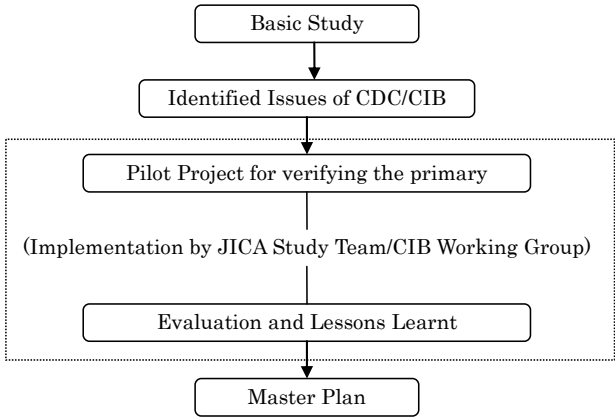 Basic Study
Identified Issues of CDC/CIB
Pilot Project for verifying the primary
(Implementation by JICA Study Team/CIB Working Group)
Evaluation and Lessons Learnt
Master Plan